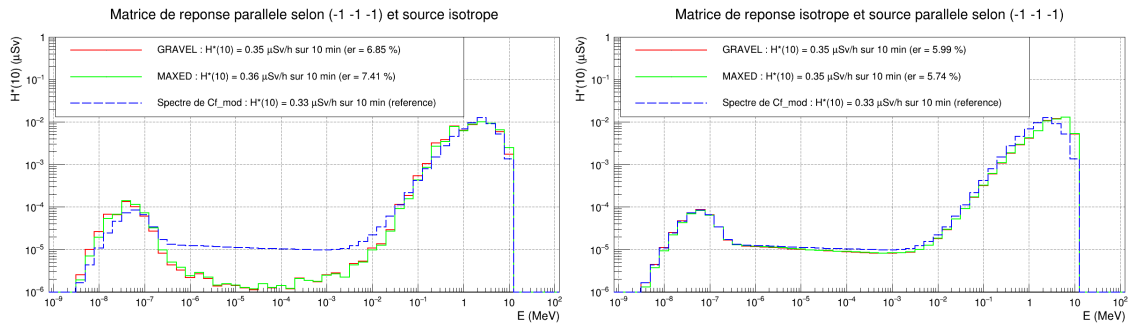 Matrice de reponse parallele selon (-1 -1 -1) et source isotrope
H*(10) (µSv)
1
10⁻¹
10⁻²
10⁻³
10⁻⁴
10⁻⁵
10⁻⁶
GRAVEL : H*(10) = 0.35 µSv/h sur 10 min (er = 6.85 %)
MAXED : H*(10) = 0.36 µSv/h sur 10 min (er = 7.41 %)
Spectre de Cf_mod : H*(10) = 0.33 µSv/h sur 10 min (reference)
10⁻⁹ 10⁻⁸ 10⁻⁷ 10⁻⁶ 10⁻⁵ 10⁻⁴ 10⁻³ 10⁻² 10⁻¹ 1 10 10²
E (MeV)
Matrice de reponse isotrope et source parallele selon (-1 -1 -1)
H*(10) (µSv)
1
10⁻¹
10⁻²
10⁻³
10⁻⁴
10⁻⁵
10⁻⁶
GRAVEL : H*(10) = 0.35 µSv/h sur 10 min (er = 5.99 %)
MAXED : H*(10) = 0.35 µSv/h sur 10 min (er = 5.74 %)
Spectre de Cf_mod : H*(10) = 0.33 µSv/h sur 10 min (reference)
10⁻⁹ 10⁻⁸ 10⁻⁷ 10⁻⁶ 10⁻⁵ 10⁻⁴ 10⁻³ 10⁻² 10⁻¹ 1 10 10²
E (MeV)